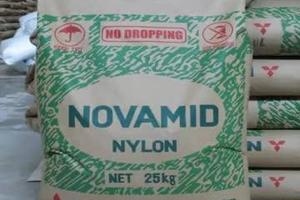 NO DROPPING
NOVAMID
NYLON
NET 25kg